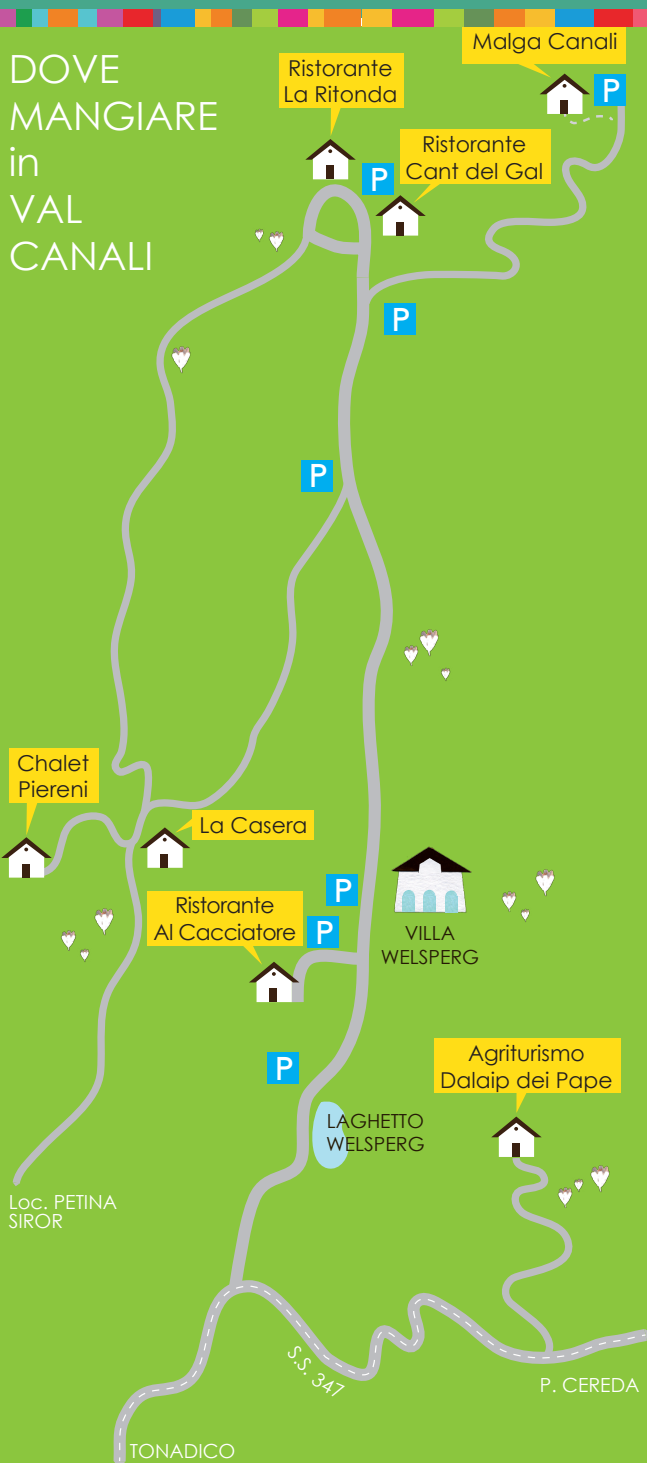 DOVE
MANGIARE
in
VAL
CANALI
Malga Canali
P
Ristorante
La Ritonda
P
Ristorante
Cant del Gal
P
P
Chalet
Piereni
La Casera
P
Ristorante
Al Cacciatore
P
VILLA
WELSPERG
P
Agriturismo
Dalaip dei Pape
LAGHETTO
WELSPERG
Loc. PETINA
SIROR
S.S. 347
P. CEREDA
TONADICO